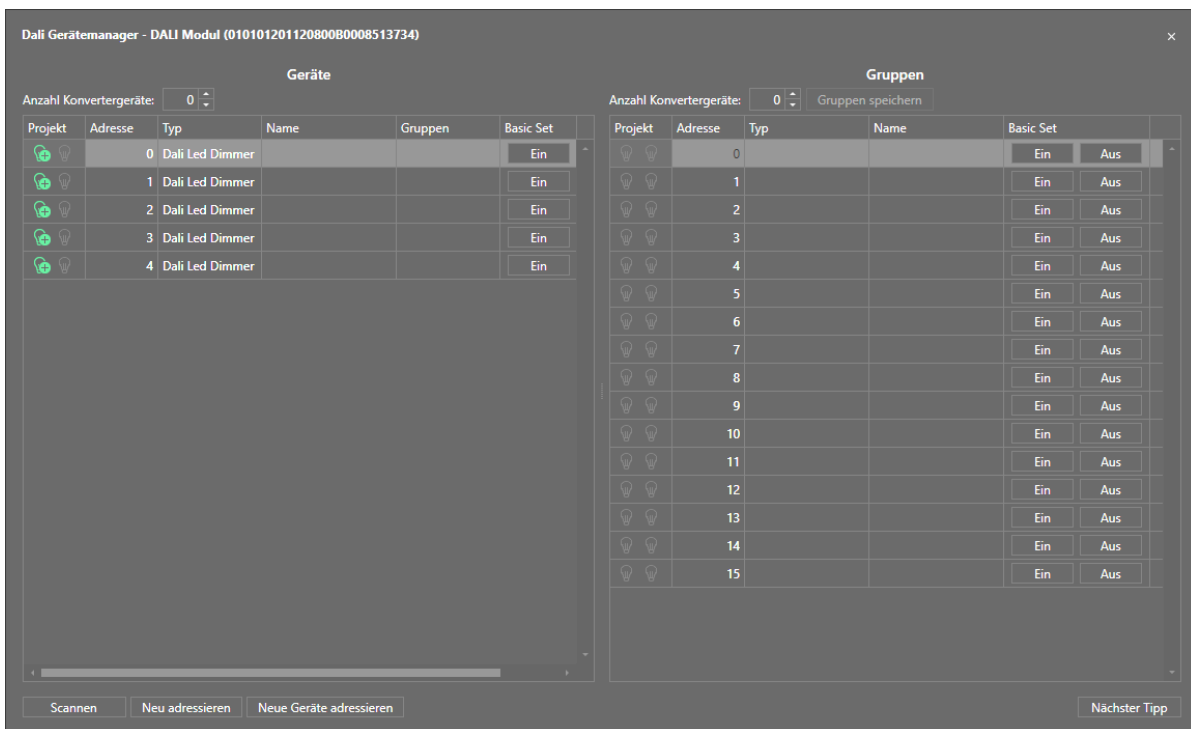 Dali Gerätemanager - DALI Modul (010101201120800B0008513734)
Geräte
Anzahl Konvertergeräte: 0
Projekt Adresse Typ Name Gruppen Basic Set
0 Dali Led Dimmer Ein
1 Dali Led Dimmer Ein
2 Dali Led Dimmer Ein
3 Dali Led Dimmer Ein
4 Dali Led Dimmer Ein
Gruppen
Anzahl Konvertergeräte: 0 Gruppen speichern
Projekt Adresse Typ Name Basic Set
0 Ein Aus
1 Ein Aus
2 Ein Aus
3 Ein Aus
4 Ein Aus
5 Ein Aus
6 Ein Aus
7 Ein Aus
8 Ein Aus
9 Ein Aus
10 Ein Aus
11 Ein Aus
12 Ein Aus
13 Ein Aus
14 Ein Aus
15 Ein Aus
Scannen Neu adressieren Neue Geräte adressieren Nächster Tipp